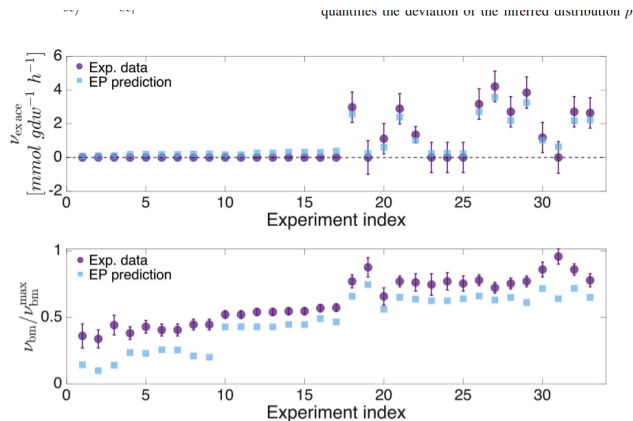 quantifies the deviation of the inferred distribution p
6
4
2
0
-2
ν_ex ace
[mmol gdw⁻¹ h⁻¹]
Exp. data
EP prediction
0 5 10 15 20 25 30
Experiment index
1
0.5
0
ν_bm/ν_bm^max
Exp. data
EP prediction
0 5 10 15 20 25 30
Experiment index